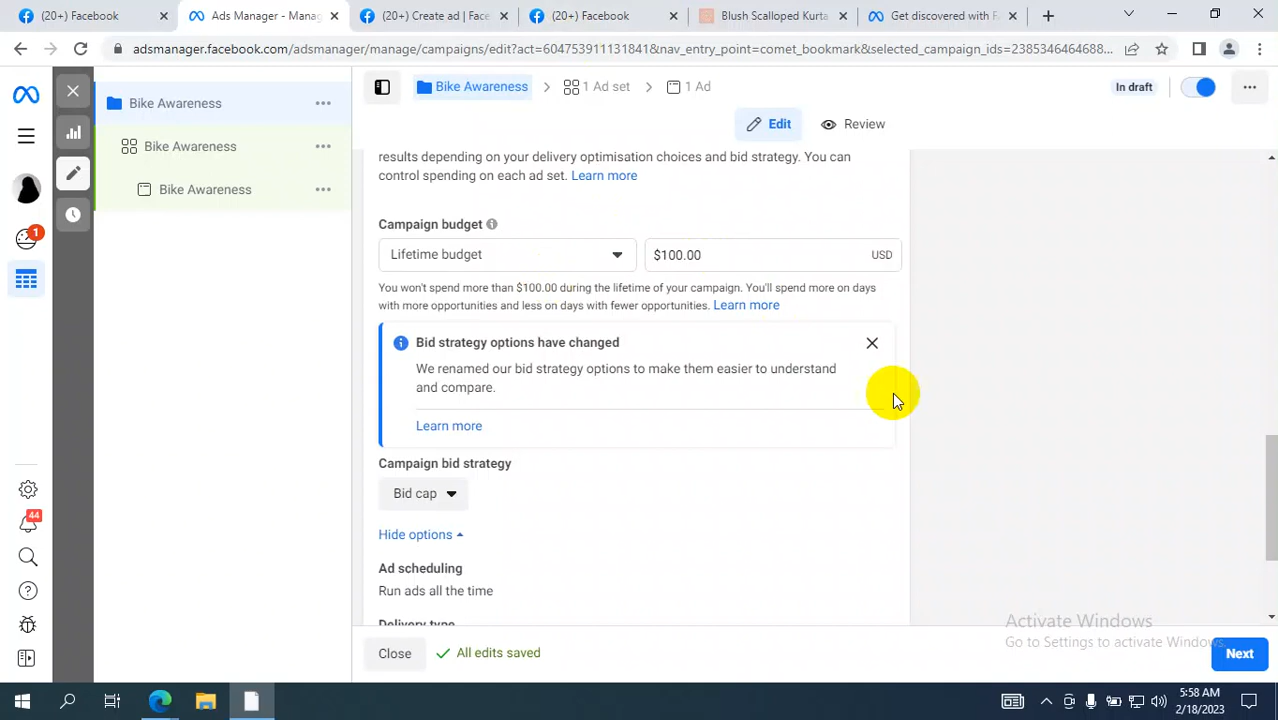 (20+) Facebook
Ads Manager - Manag
(20+) Create ad | Face
(20+) Facebook
Blush Scalloped Kurta
Get discovered with FA
adsmanager.facebook.com/adsmanager/manage/campaigns/edit?act=604753911131841&nav_entry_point=comet_bookmark&selected_campaign_ids=2385346464688...
Bike Awareness
Bike Awareness
Bike Awareness
1
44
Bike Awareness
1 Ad set
1 Ad
In draft
Edit
Review
results depending on your delivery optimisation choices and bid strategy. You can
control spending on each ad set. Learn more
Campaign budget
Lifetime budget
$100.00
USD
You won't spend more than $100.00 during the lifetime of your campaign. You'll spend more on days
with more opportunities and less on days with fewer opportunities. Learn more
Bid strategy options have changed
We renamed our bid strategy options to make them easier to understand
and compare.
Learn more
Campaign bid strategy
Bid cap
Hide options
Ad scheduling
Run ads all the time
Delivery type
Activate Windows
Go to Settings to activate Windows.
Close
All edits saved
Next
5:58 AM
2/18/2023